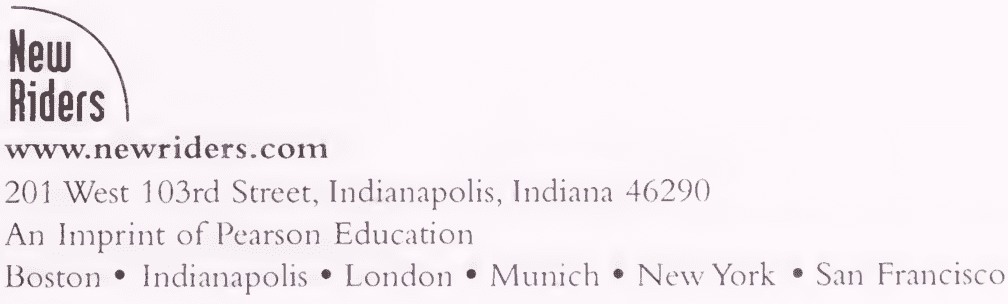 New
Riders
www.newriders.com
201 West 103rd Street, Indianapolis, Indiana 46290
An Imprint of Pearson Education
Boston • Indianapolis • London • Munich • New York • San Francisco